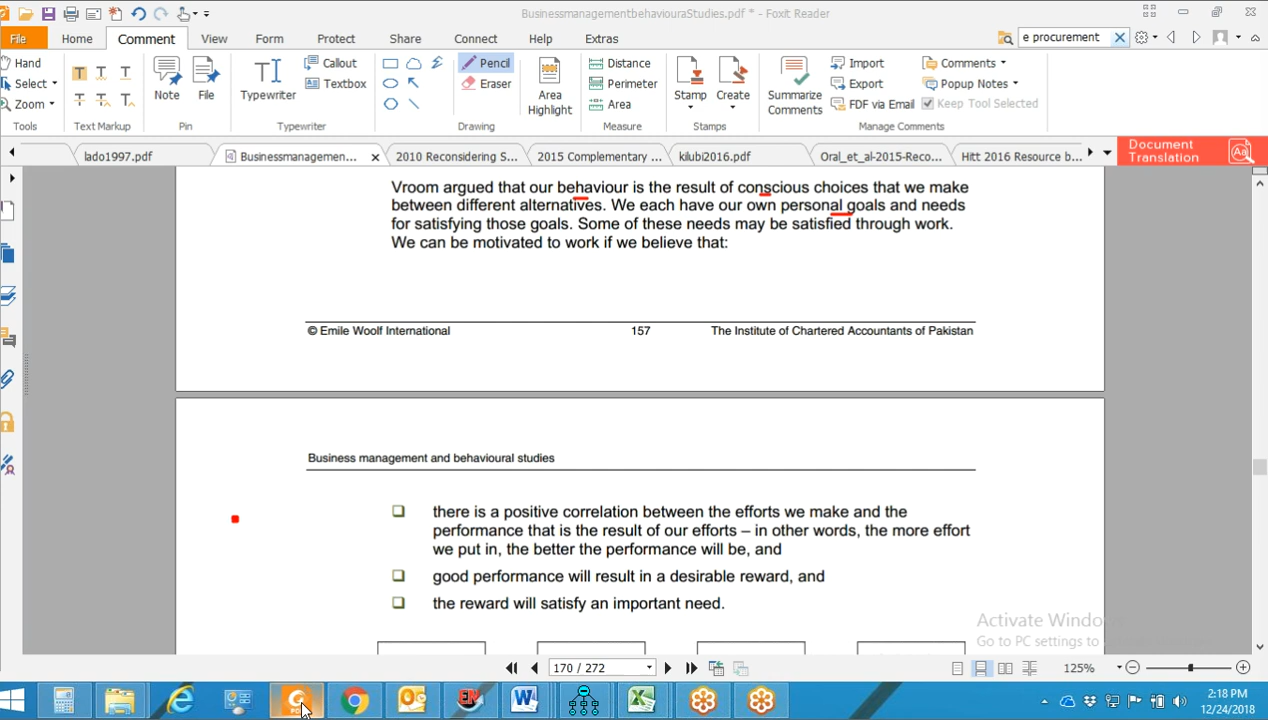 BusinessmanagementbehaviouraStudies.pdf * - Foxit Reader
File Home Comment View Form Protect Share Connect Help Extras
e procurement
Hand
Select
Zoom
Tools
Text Markup
Note
File
Pin
Typewriter
Callout
Textbox
Typewriter
Pencil
Eraser
Drawing
Area
Highlight
Distance
Perimeter
Area
Measure
Stamp
Create
Stamps
Summarize
Comments
Import
Export
FDF via Email
Comments
Popup Notes
Keep Tool Selected
Manage Comments
lado1997.pdf
Businessmanagemen...
2010 Reconsidering S...
2015 Complementary ...
kilubi2016.pdf
Oral_et_al-2015-Reco...
Hitt 2016 Resource b...
Document
Translation
Vroom argued that our behaviour is the result of conscious choices that we make
between different alternatives. We each have our own personal goals and needs
for satisfying those goals. Some of these needs may be satisfied through work.
We can be motivated to work if we believe that:
© Emile Woolf International 157 The Institute of Chartered Accountants of Pakistan
Business management and behavioural studies
there is a positive correlation between the efforts we make and the
performance that is the result of our efforts – in other words, the more effort
we put in, the better the performance will be, and
good performance will result in a desirable reward, and
the reward will satisfy an important need.
Activate Windo
Go to PC settings to
170 / 272
125%
2:18 PM
12/24/2018